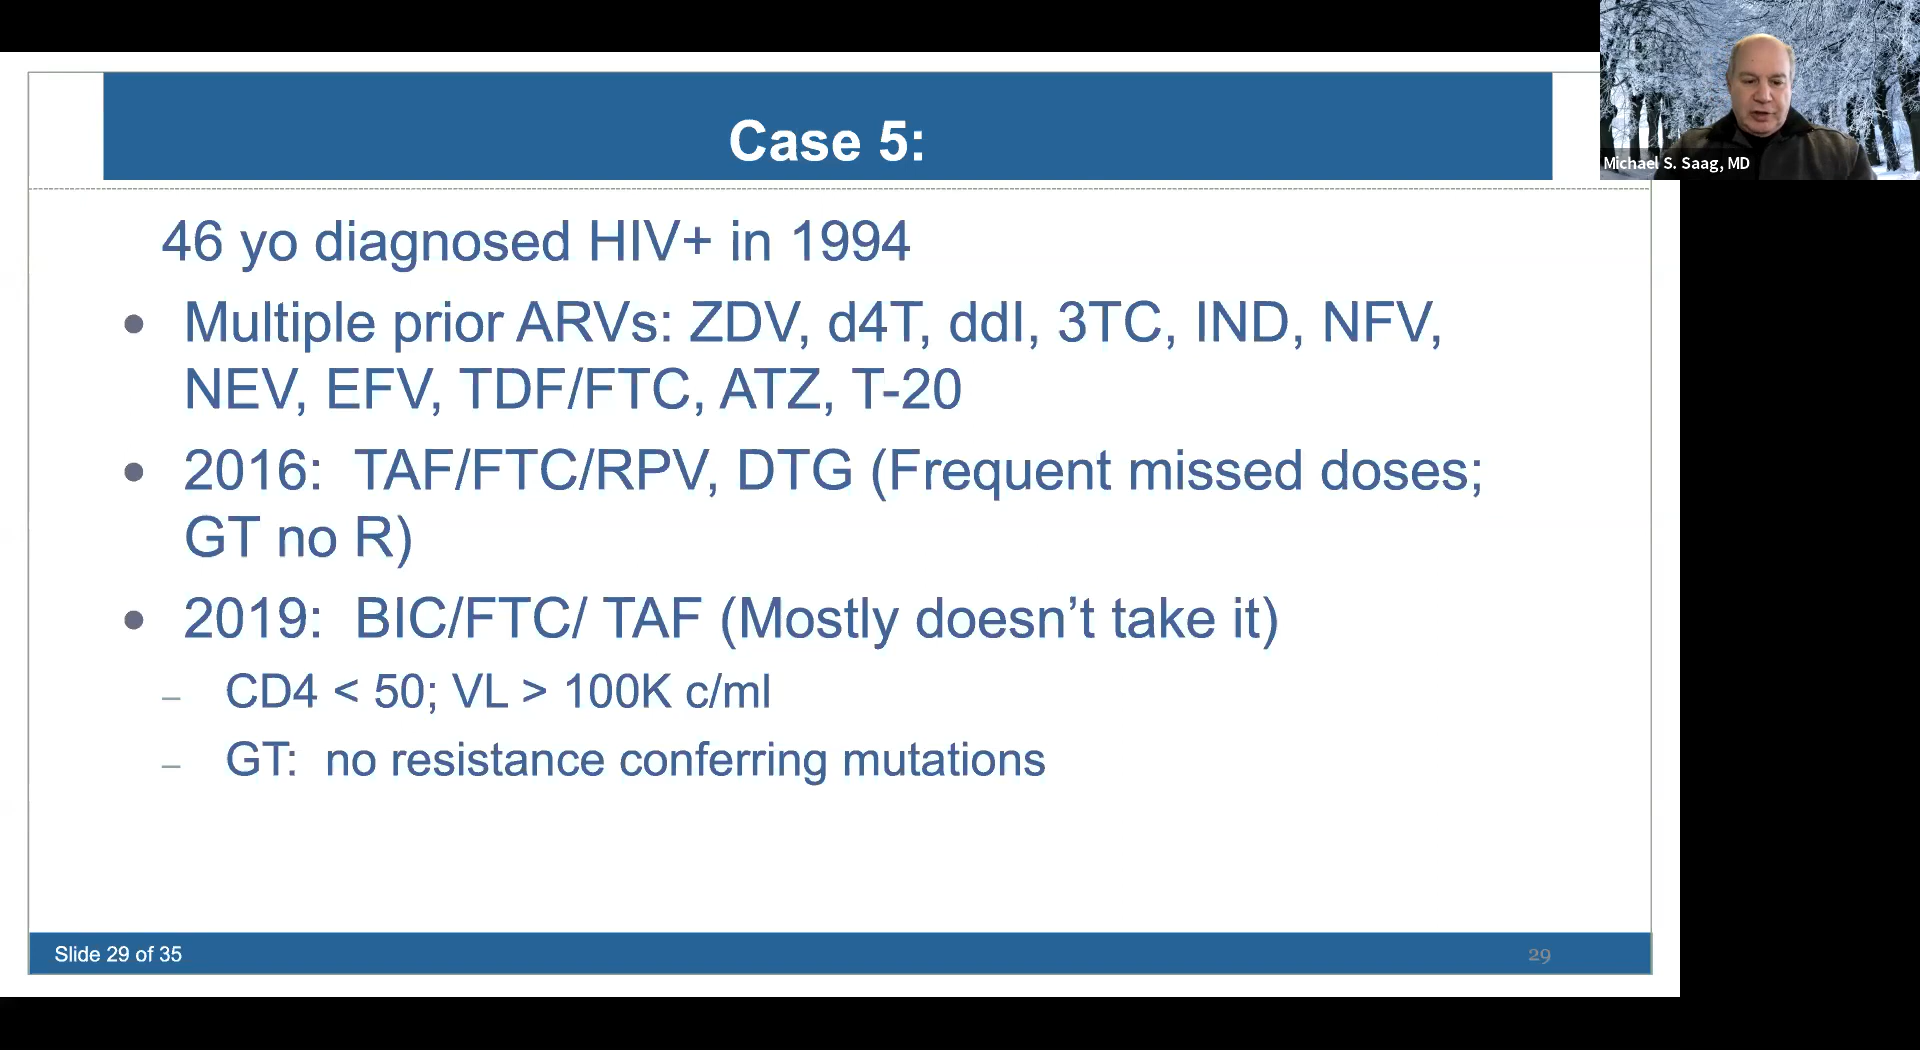 Case 5:
Michael S. Saag, MD
46 yo diagnosed HIV+ in 1994
• Multiple prior ARVs: ZDV, d4T, ddI, 3TC, IND, NFV,
NEV, EFV, TDF/FTC, ATZ, T-20
• 2016: TAF/FTC/RPV, DTG (Frequent missed doses;
GT no R)
• 2019: BIC/FTC/ TAF (Mostly doesn’t take it)
– CD4 < 50; VL > 100K c/ml
– GT: no resistance conferring mutations
Slide 29 of 35
29